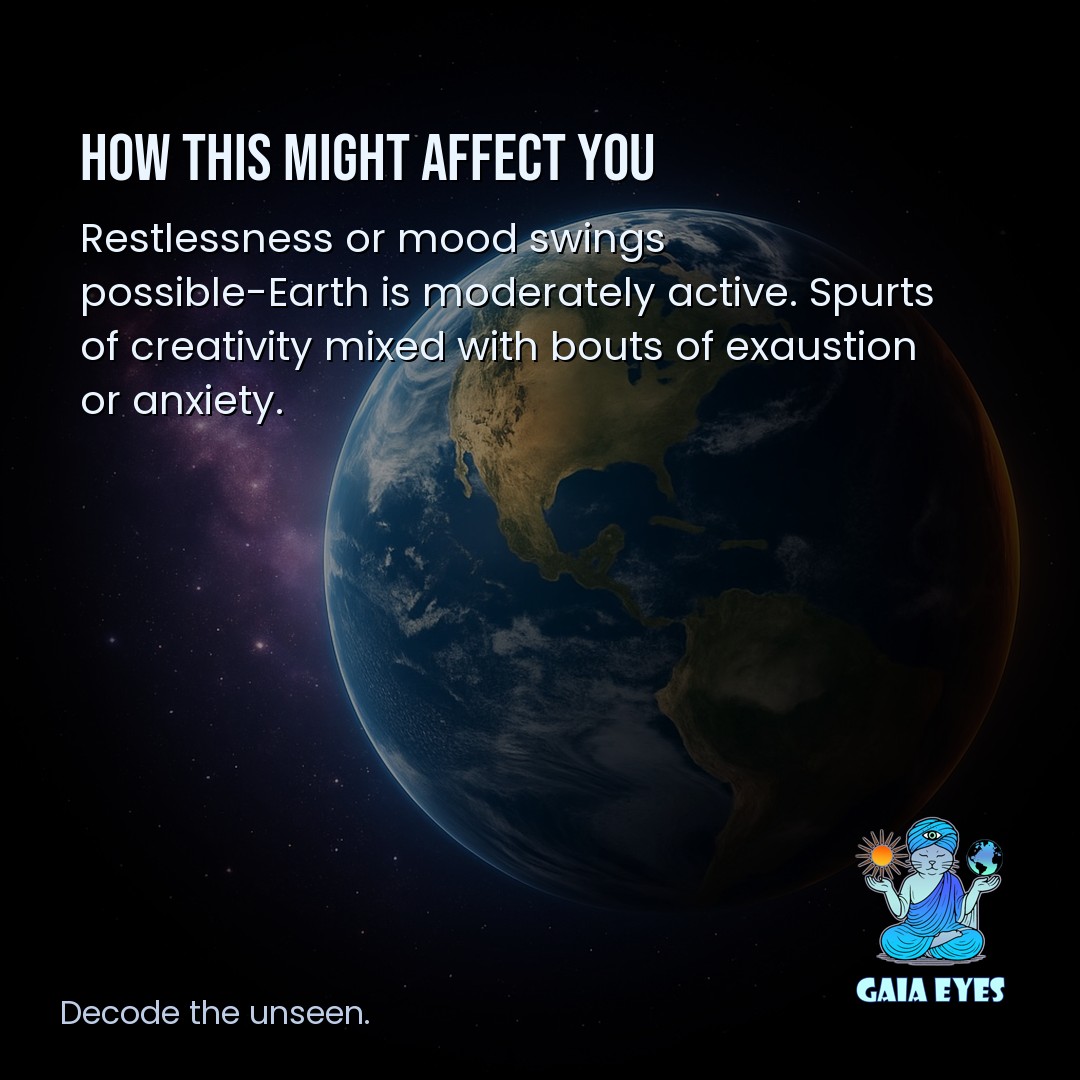 HOW THIS MIGHT AFFECT YOU
Restlessness or mood swings
possible-Earth is moderately active. Spurts
of creativity mixed with bouts of exaustion
or anxiety.
GAIA EYES
Decode the unseen.